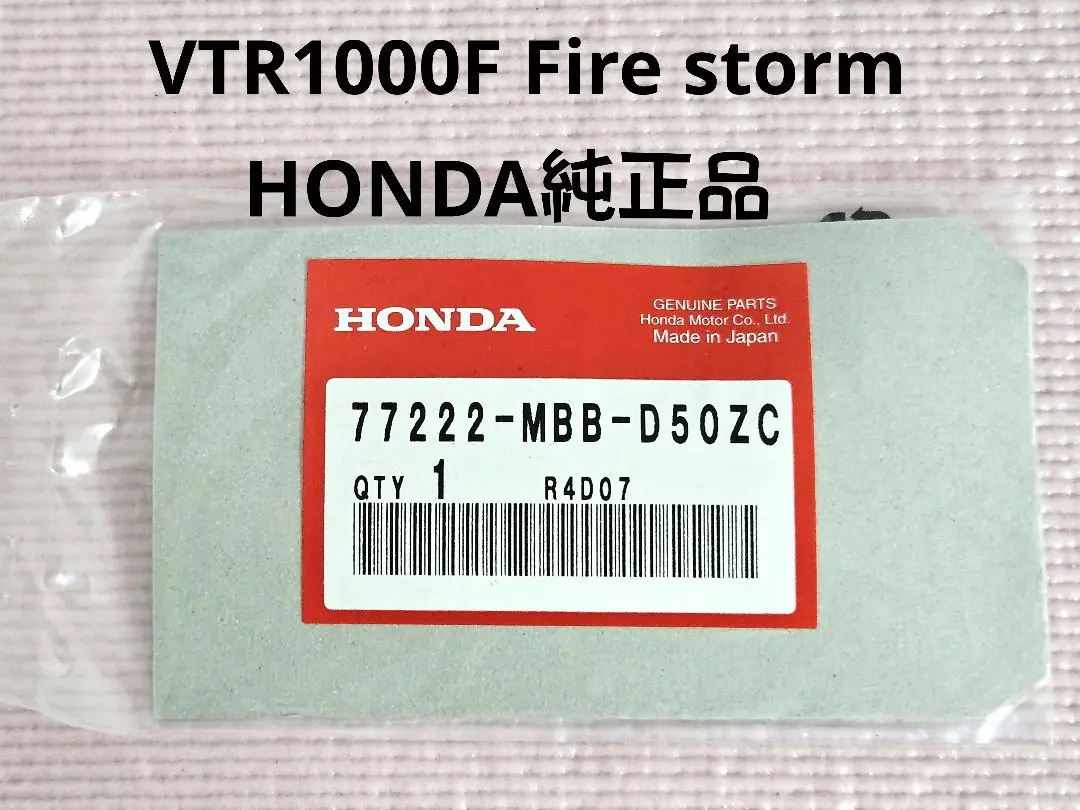 VTR1000F Fire storm
HONDA純正品
HONDA
GENUINE PARTS
Honda Motor Co., Ltd.
Made in Japan
77222-MBB-D50ZC
QTY 1 R4D07